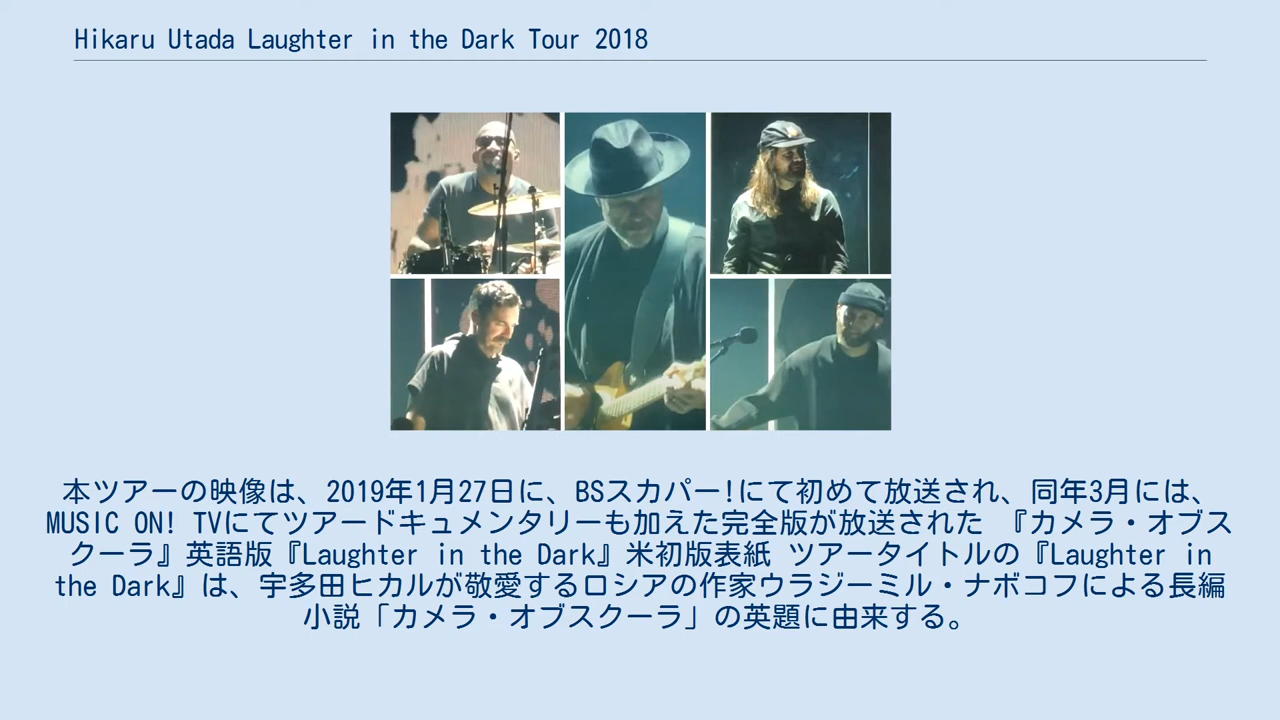 Hikaru Utada Laughter in the Dark Tour 2018
本ツアーの映像は、2019年1月27日に、BSスカパー!にて初めて放送され、同年3月には、
MUSIC ON! TVにてツアードキュメンタリーも加えた完全版が放送された 『カメラ・オブス
クーラ』英語版『Laughter in the Dark』米初版表紙 ツアータイトルの『Laughter in
the Dark』は、宇多田ヒカルが敬愛するロシアの作家ウラジーミル・ナボコフによる長編
小説「カメラ・オブスクーラ」の英題に由来する。